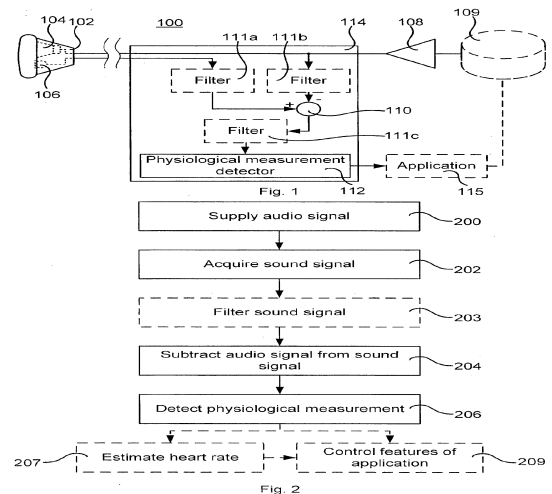 100
104
102
114
108
109
111a
111b
106
Filter
Filter
+
-
110
Filter
111c
Physiological measurement
detector
112
Application
115
Fig. 1
Supply audio signal
200
Acquire sound signal
202
Filter sound signal
203
Subtract audio signal from sound
signal
204
Detect physiological measurement
206
Estimate heart rate
207
Control features of
application
209
Fig. 2